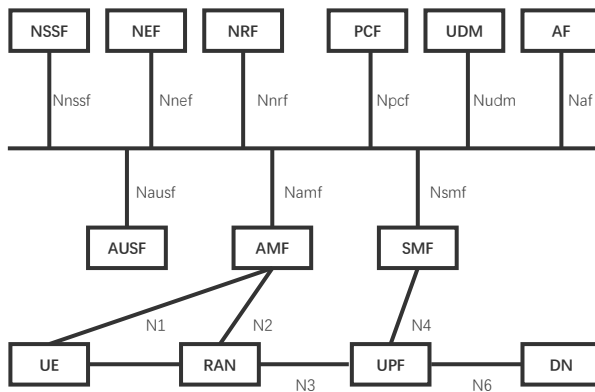 NSSF NEF NRF PCF UDM AF
Nnssf Nnef Nnrf Npcf Nudm Naf
Nausf Namf Nsmf
AUSF AMF SMF
N1 N2 N4
UE RAN UPF DN
N3 N6